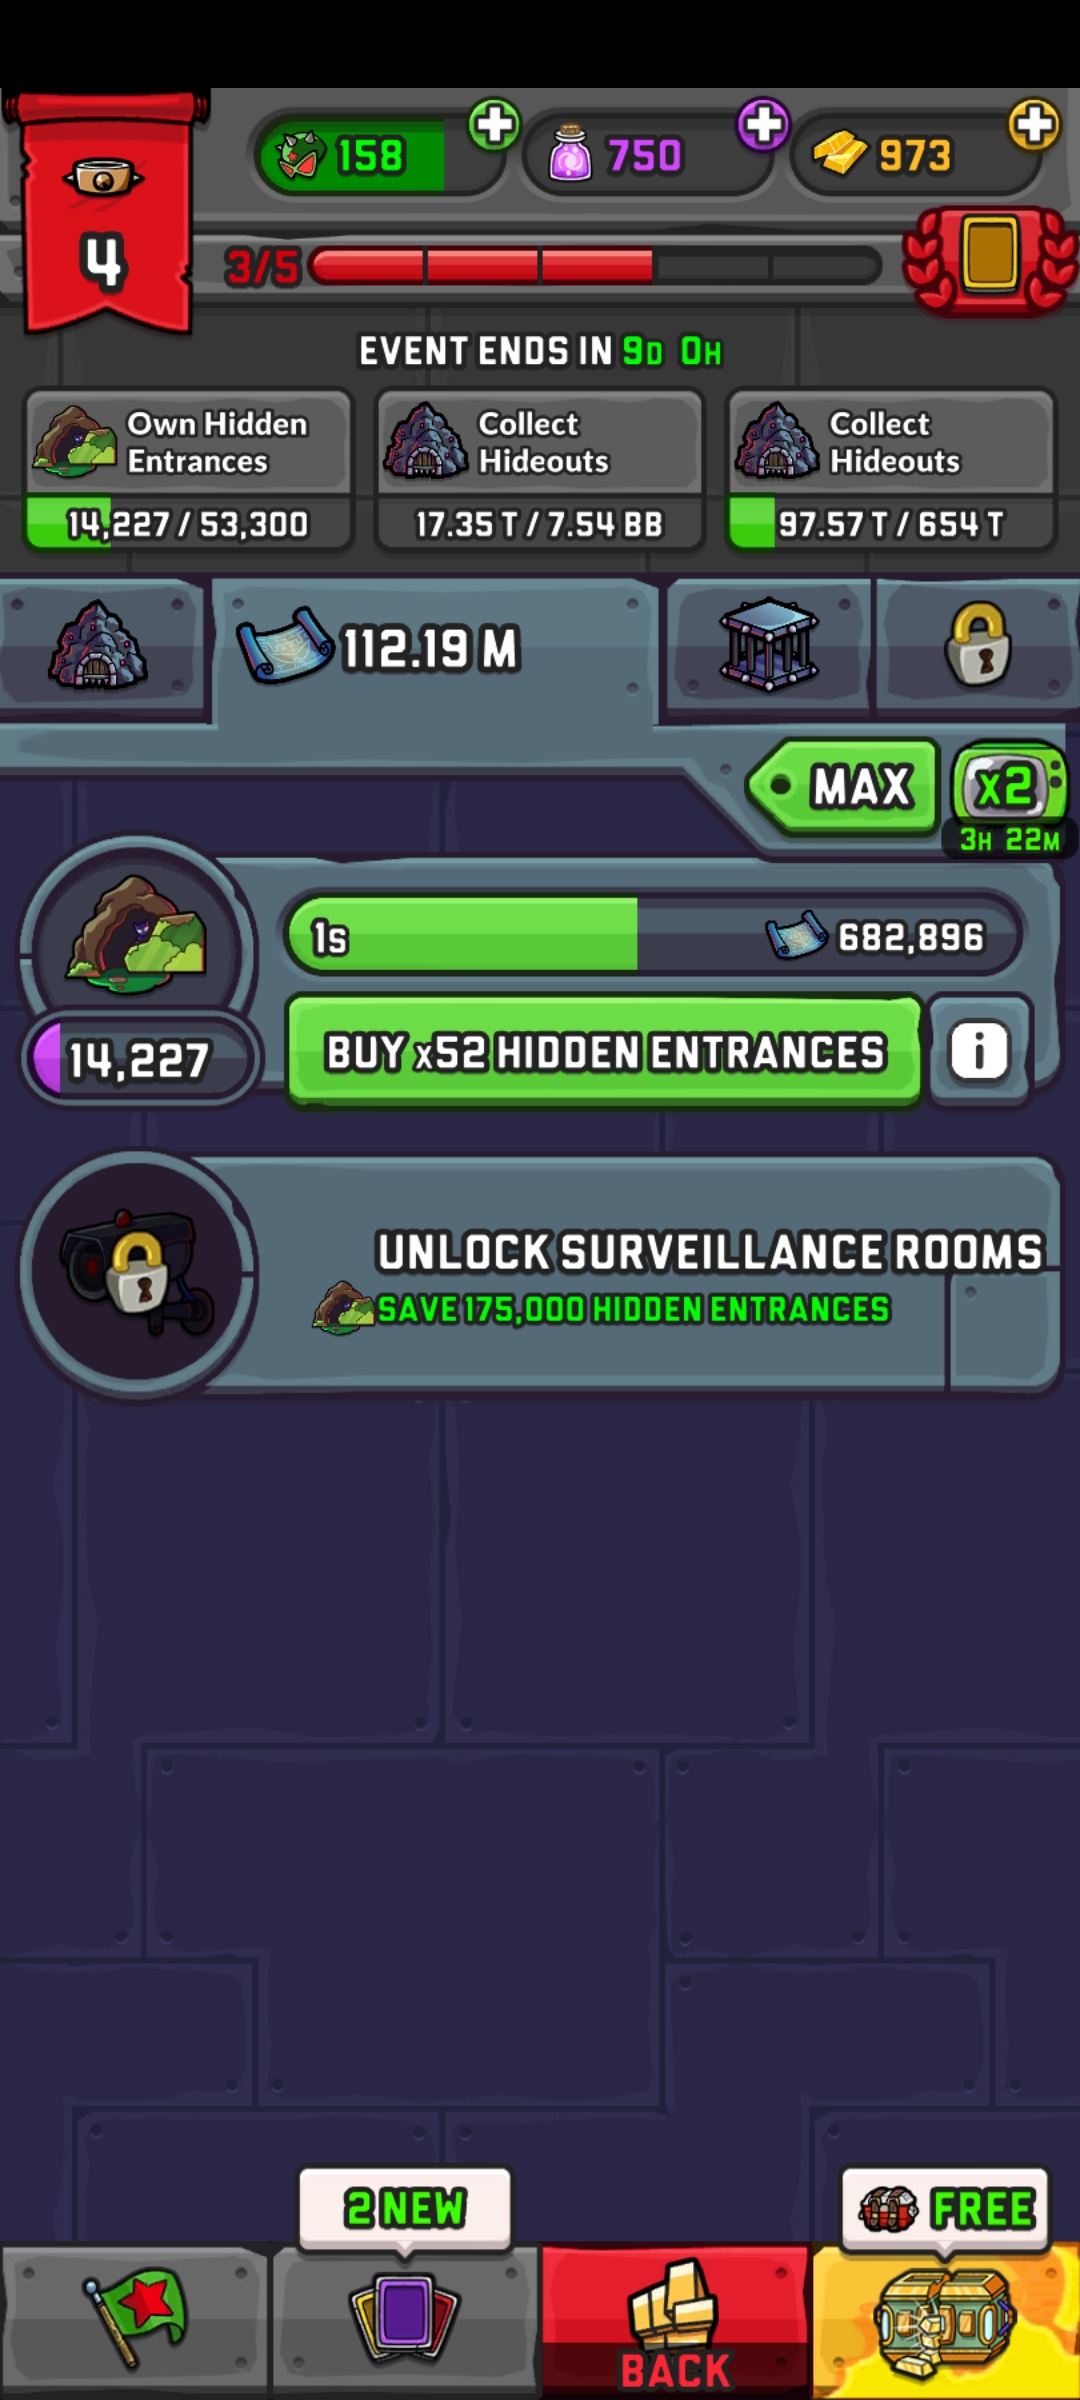 158
750
973
4
3/5
EVENT ENDS IN 9D 0H
Own Hidden
Entrances
14,227 / 53,300
Collect
Hideouts
17.35 T / 7.54 BB
Collect
Hideouts
97.57 T / 654 T
112.19 M
MAX
x2
3H 22M
1s
682,896
14,227
BUY x52 HIDDEN ENTRANCES
i
UNLOCK SURVEILLANCE ROOMS
SAVE 175,000 HIDDEN ENTRANCES
2 NEW
FREE
BACK